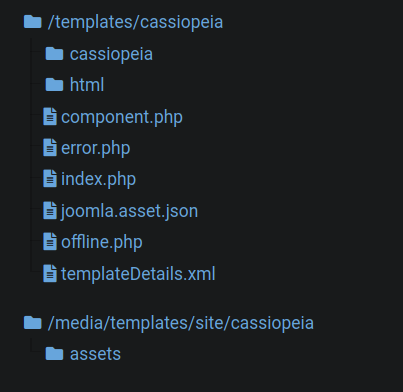 /templates/cassiopeia
cassiopeia
html
component.php
error.php
index.php
joomla.asset.json
offline.php
templateDetails.xml
/media/templates/site/cassiopeia
assets